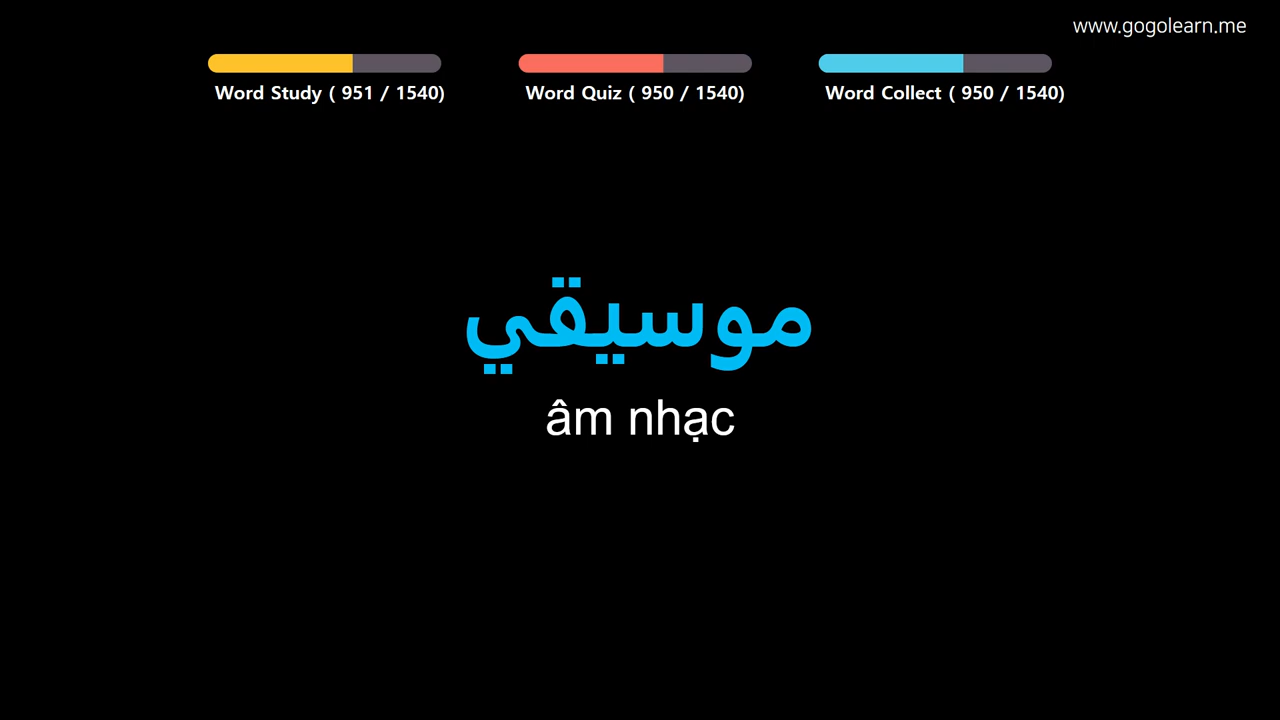 www.gogolearn.me
Word Study ( 951 / 1540)
Word Quiz ( 950 / 1540)
Word Collect ( 950 / 1540)
موسيقي
âm nhạc